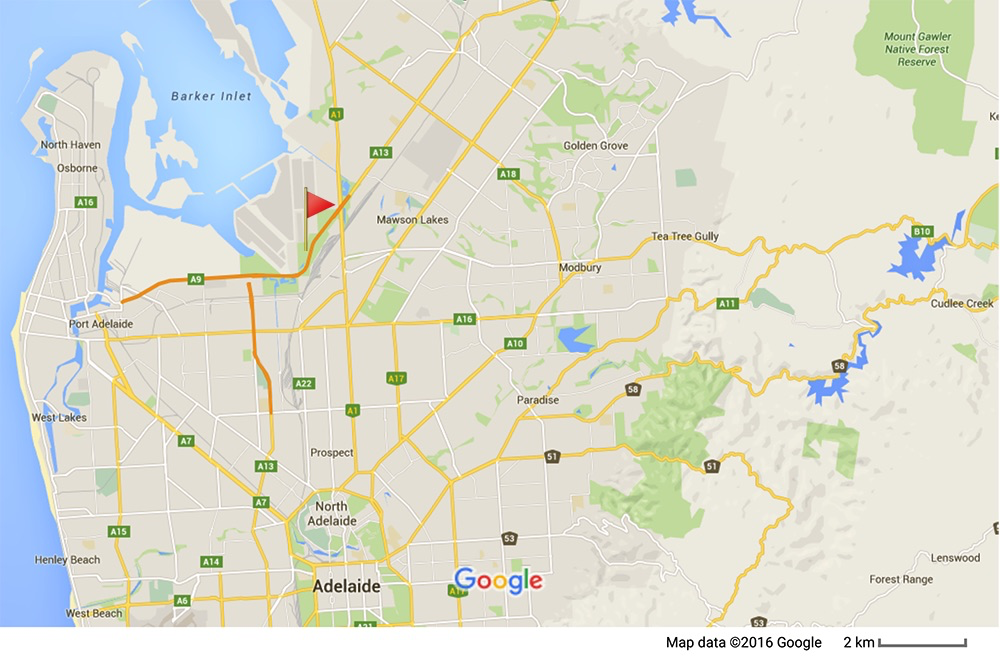 Mount Gawler
Native Forest
Reserve
Barker Inlet
A1
North Haven
A13
Golden Grove
Osborne
A18
A16
Mawson Lakes
Tea Tree Gully
B10
Modbury
A9
A11
Cudlee Creek
Port Adelaide
A16
A10
58
A22
A17
58
Paradise
A1
West Lakes
A7
Prospect
51
A13
51
A7
North
Adelaide
A15
53
Henley Beach
A14
Lenswood
Google
Forest Range
Adelaide
A6
West Beach
53
Map data ©2016 Google 2 km